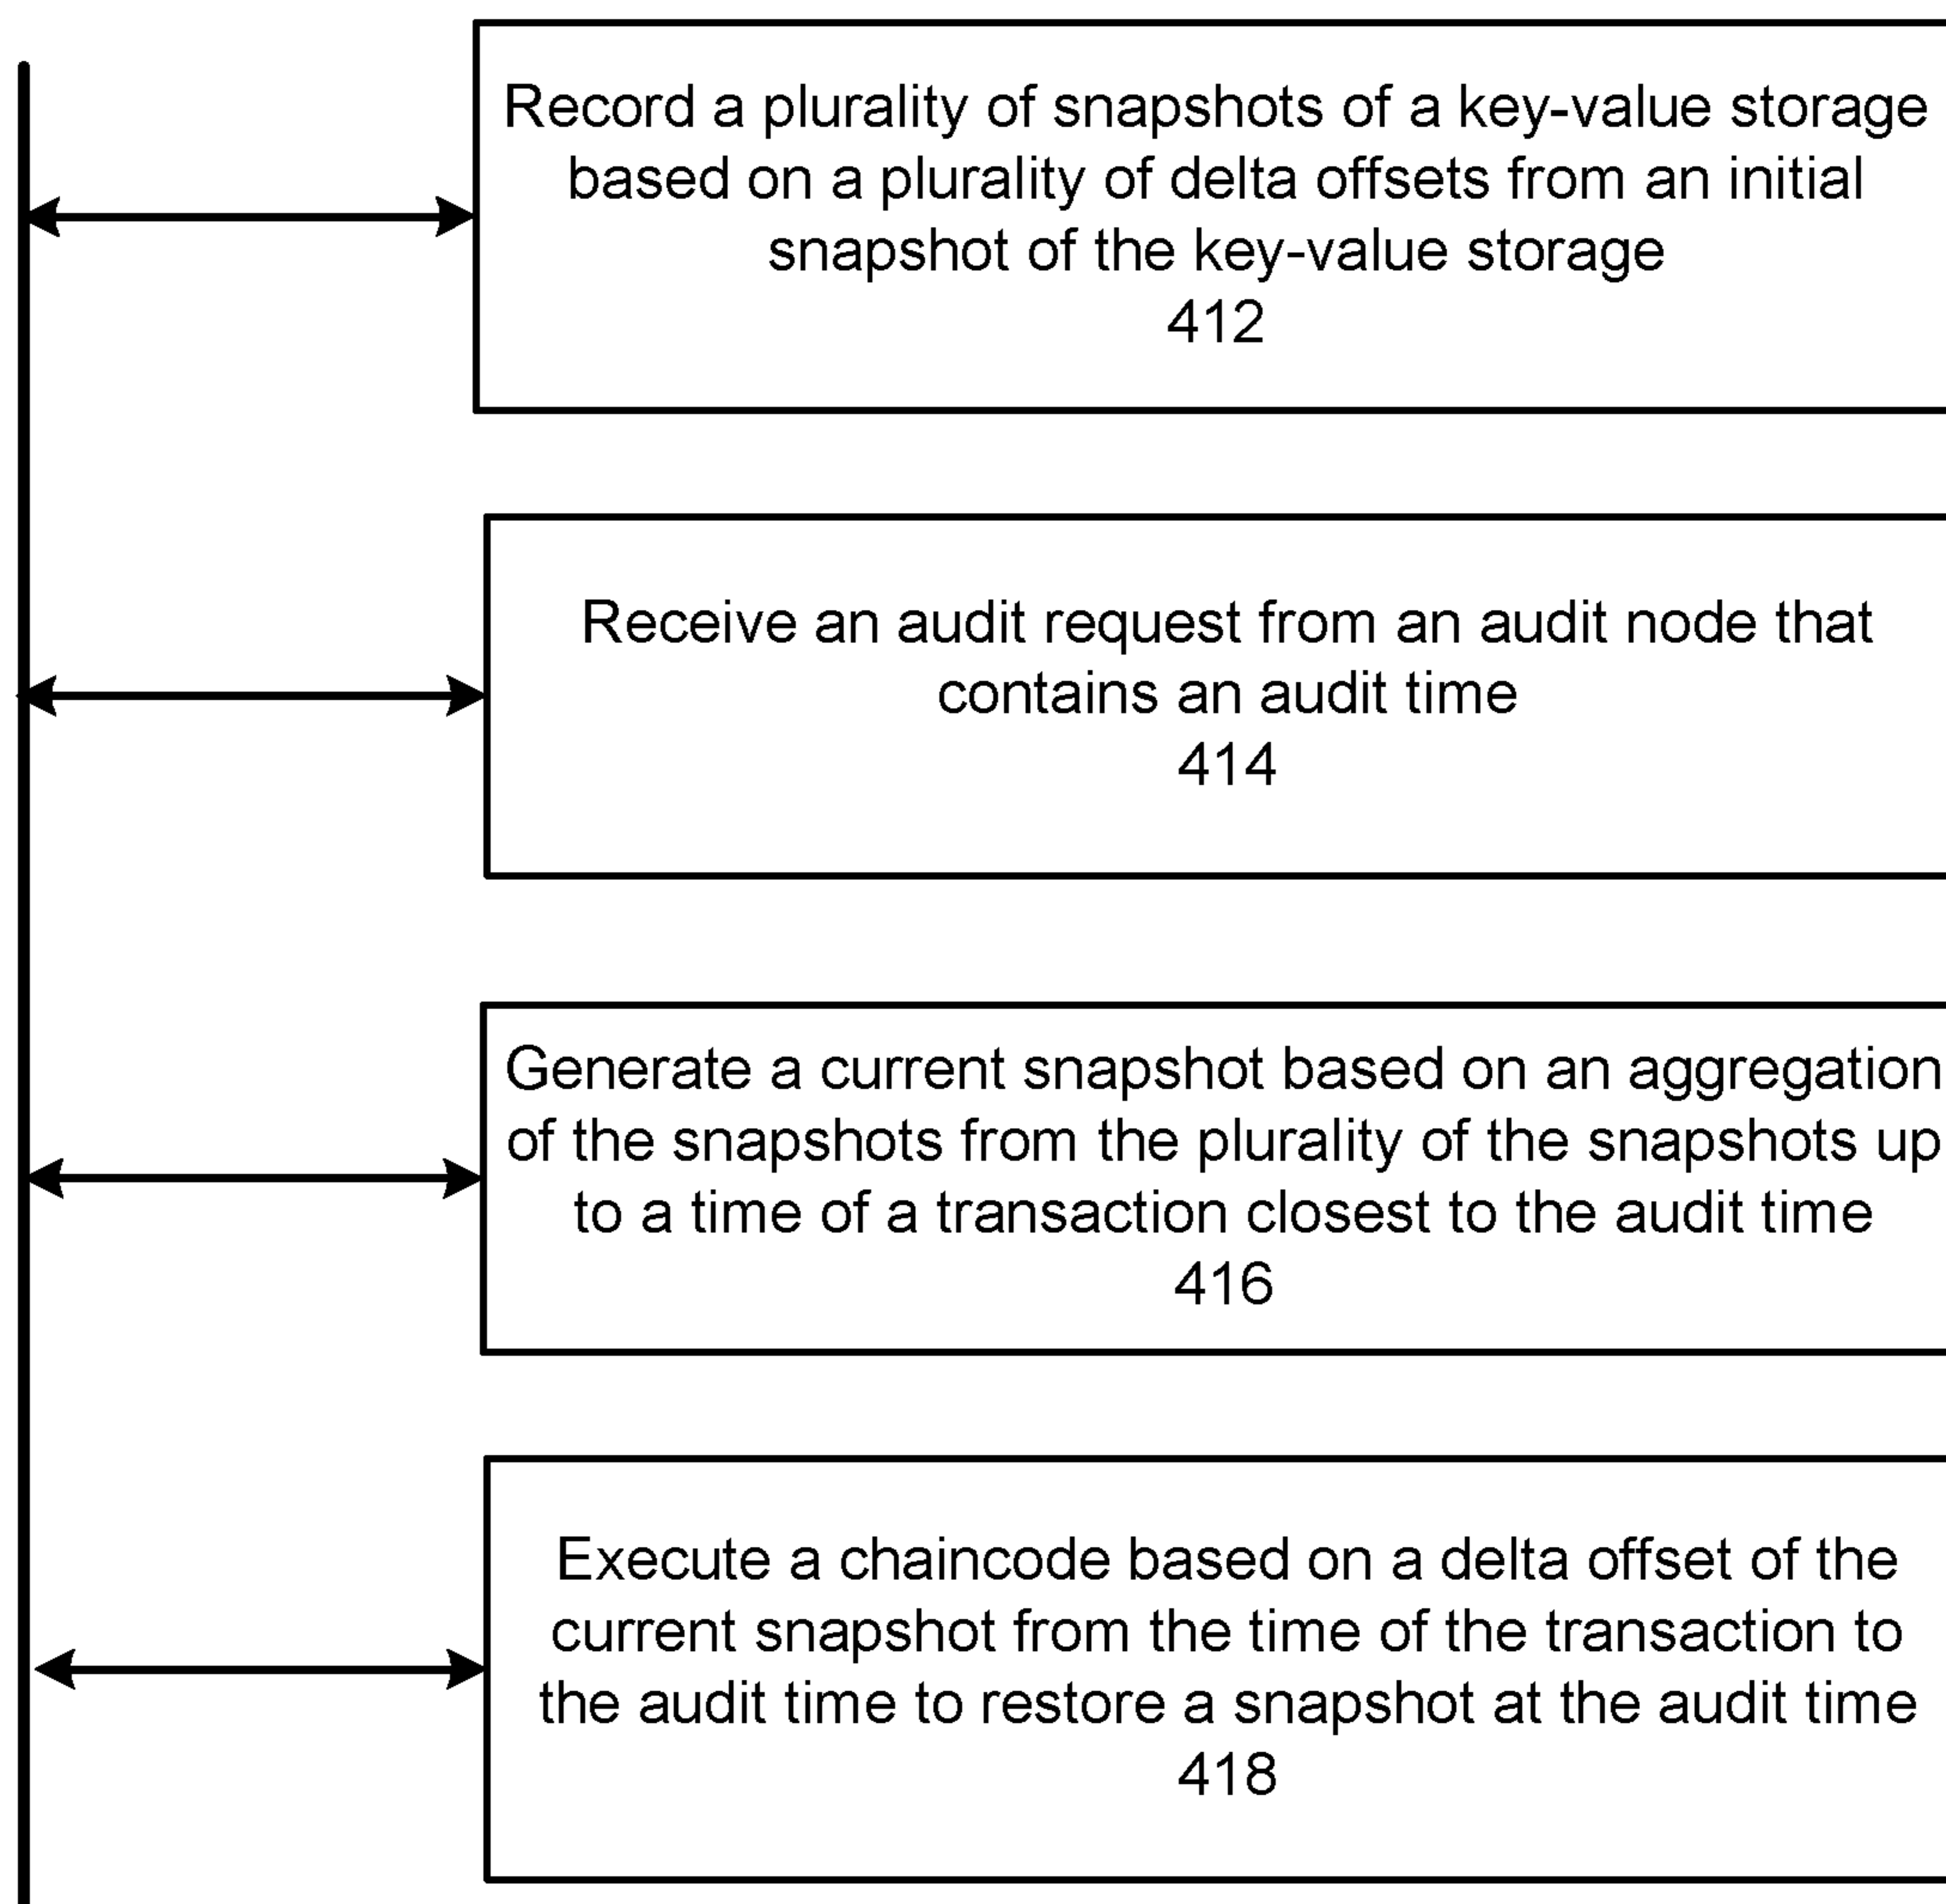 Record a plurality of snapshots of a key-value storage
based on a plurality of delta offsets from an initial
snapshot of the key-value storage
412
Receive an audit request from an audit node that
contains an audit time
414
Generate a current snapshot based on an aggregation
of the snapshots from the plurality of the snapshots up
to a time of a transaction closest to the audit time
416
Execute a chaincode based on a delta offset of the
current snapshot from the time of the transaction to
the audit time to restore a snapshot at the audit time
418